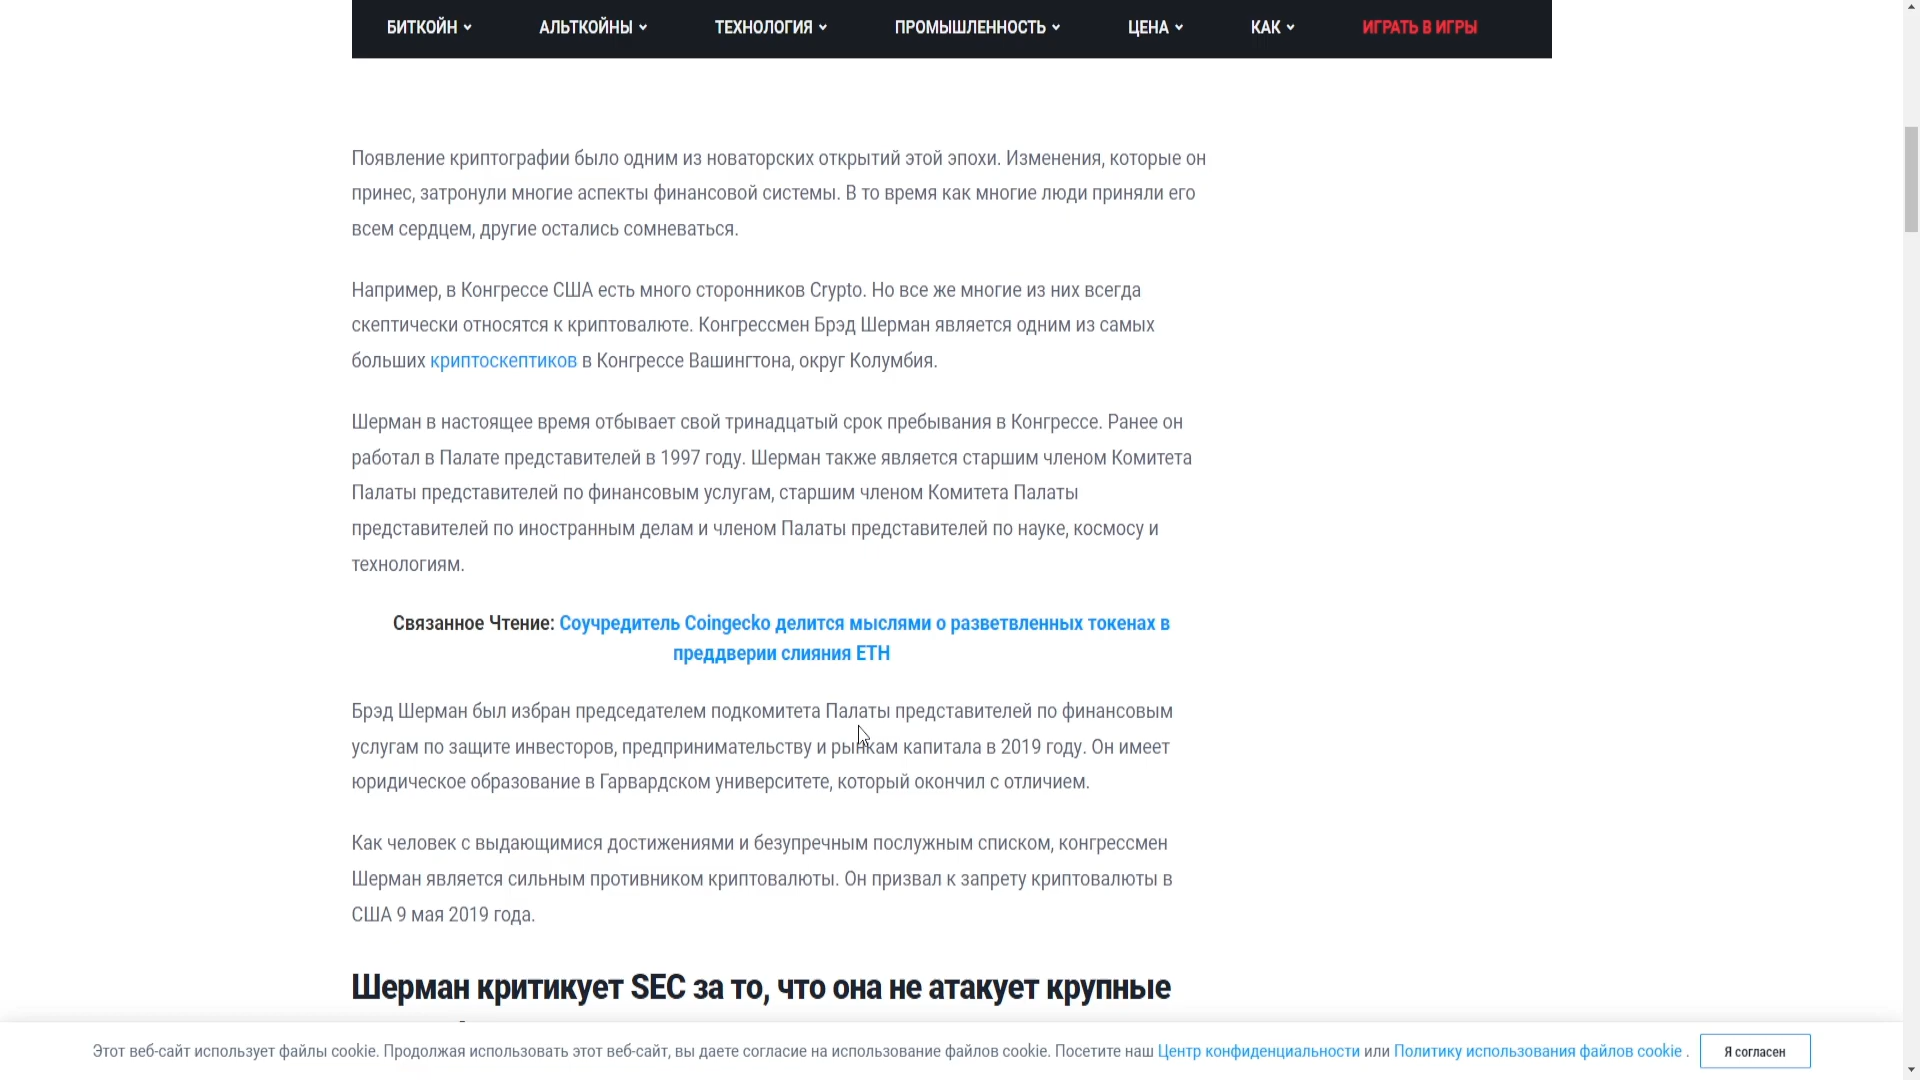 БИТКОЙН АЛЬТКОЙНЫ ТЕХНОЛОГИЯ ПРОМЫШЛЕННОСТЬ ЦЕНА КАК ИГРАТЬ В ИГРЫ
Появление криптографии было одним из новаторских открытий этой эпохи. Изменения, которые он
принес, затронули многие аспекты финансовой системы. В то время как многие люди приняли его
всем сердцем, другие остались сомневаться.
Например, в Конгрессе США есть много сторонников Crypto. Но все же многие из них всегда
скептически относятся к криптовалюте. Конгрессмен Брэд Шерман является одним из самых
больших криптоскептиков в Конгрессе Вашингтона, округ Колумбия.
Шерман в настоящее время отбывает свой тринадцатый срок пребывания в Конгрессе. Ранее он
работал в Палате представителей в 1997 году. Шерман также является старшим членом Комитета
Палаты представителей по финансовым услугам, старшим членом Комитета Палаты
представителей по иностранным делам и членом Палаты представителей по науке, космосу и
технологиям.
Связанное Чтение: Соучредитель Coingecko делится мыслями о разветвленных токенах в
преддверии слияния ETH
Брэд Шерман был избран председателем подкомитета Палаты представителей по финансовым
услугам по защите инвесторов, предпринимательству и рынкам капитала в 2019 году. Он имеет
юридическое образование в Гарвардском университете, который окончил с отличием.
Как человек с выдающимися достижениями и безупречным послужным списком, конгрессмен
Шерман является сильным противником криптовалюты. Он призвал к запрету криптовалюты в
США 9 мая 2019 года.
Шерман критикует SEC за то, что она не атакует крупные
Этот веб-сайт использует файлы cookie. Продолжая использовать этот веб-сайт, вы даете согласие на использование файлов cookie. Посетите наш Центр конфиденциальности или Политику использования файлов cookie . Я согласен